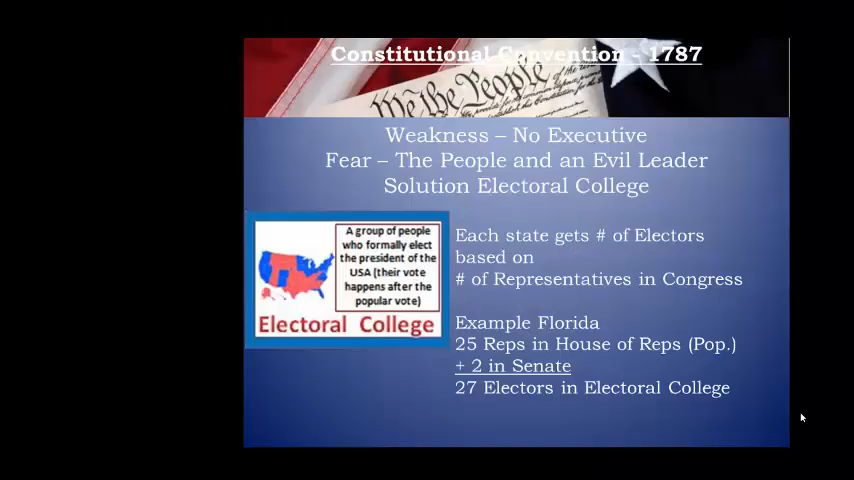 Constitutional Convention - 1787
We the People
Weakness – No Executive
Fear – The People and an Evil Leader
Solution Electoral College
A group of people
who formally elect
the president of the
USA (their vote
happens after the
popular vote)
Electoral College
Each state gets # of Electors
based on
# of Representatives in Congress
Example Florida
25 Reps in House of Reps (Pop.)
+ 2 in Senate
27 Electors in Electoral College